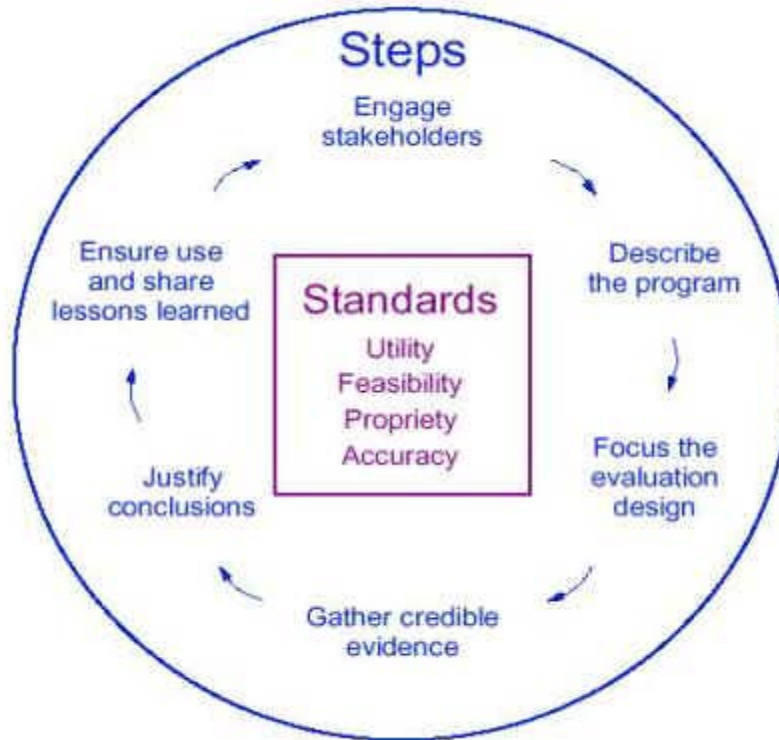 Steps
Engage
stakeholders
Describe
the program
Focus the
evaluation
design
Gather credible
evidence
Justify
conclusions
Ensure use
and share
lessons learned
Standards
Utility
Feasibility
Propriety
Accuracy